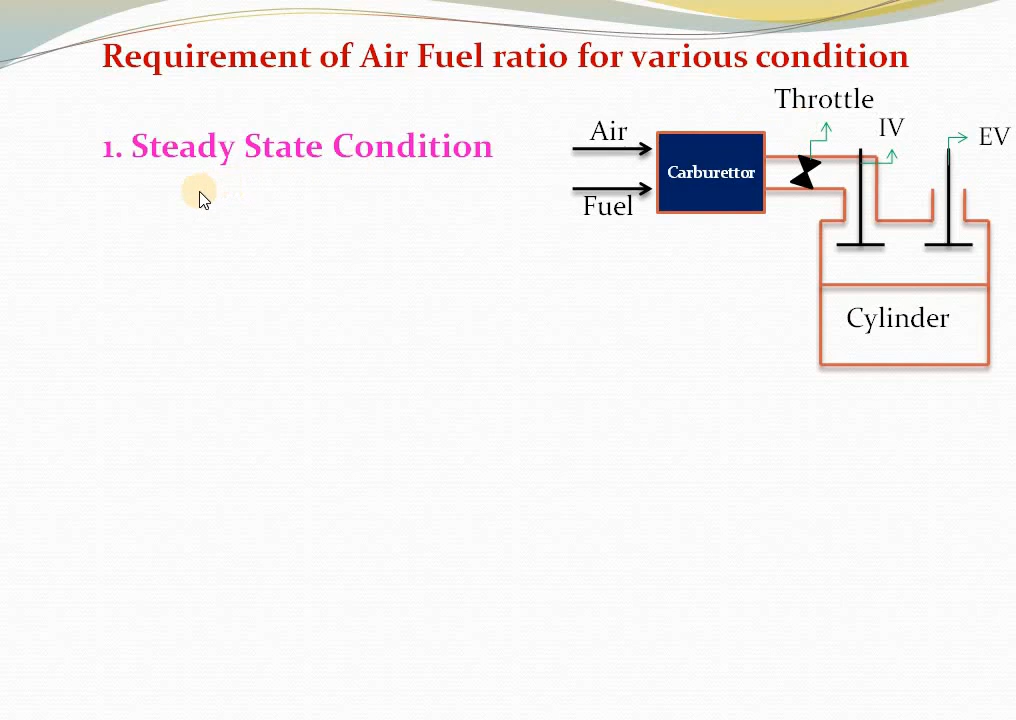 Requirement of Air Fuel ratio for various condition
Throttle
IV
EV
Air
1. Steady State Condition
Carburettor
Fuel
Cylinder